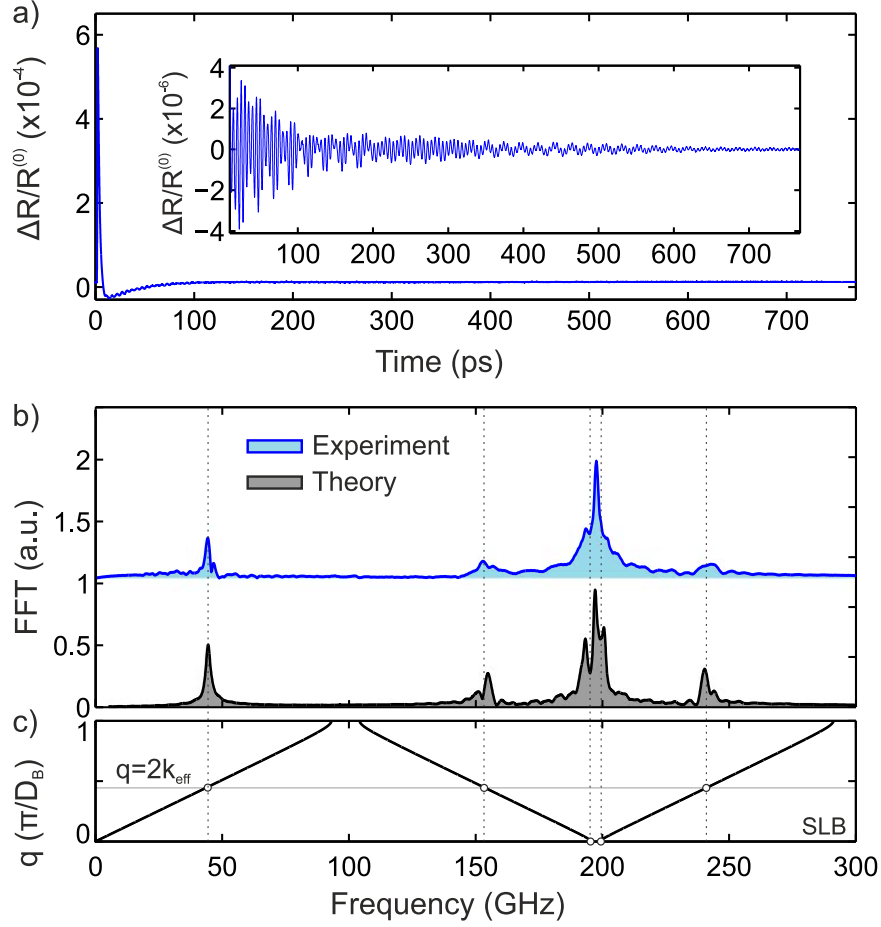 a)
ΔR/R⁽⁰⁾ (x10⁻⁴)
6
4
2
0
0 100 200 300 400 500 600 700
Time (ps)
ΔR/R⁽⁰⁾ (x10⁻⁶)
4
2
0
−2
−4
100 200 300 400 500 600 700
b)
FFT (a.u.)
2
1.5
1
0.5
0
Experiment
Theory
c)
q (π/D_B)
1
0
q=2k_eff
SLB
0 50 100 150 200 250 300
Frequency (GHz)